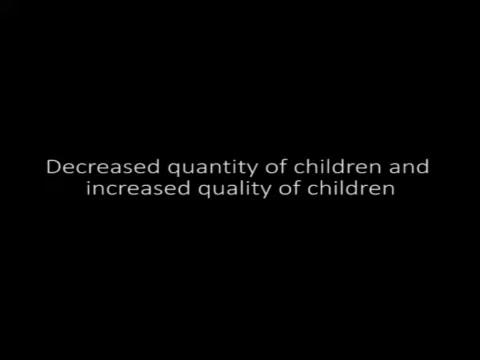 Decreased quantity of children and
increased quality of children